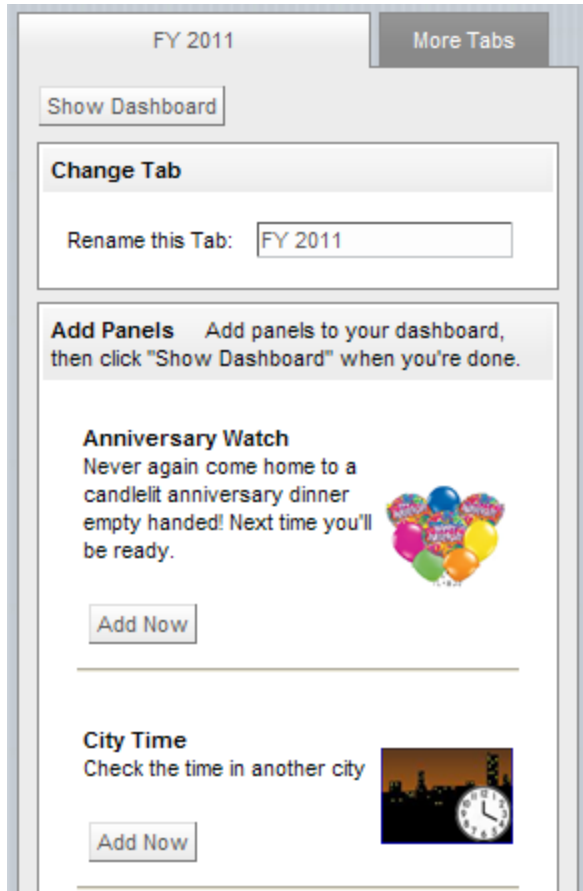 FY 2011
More Tabs
Show Dashboard
Change Tab
Rename this Tab: FY 2011
Add Panels Add panels to your dashboard,
then click "Show Dashboard" when you're done.
Anniversary Watch
Never again come home to a
candlelit anniversary dinner
empty handed! Next time you'll
be ready.
Add Now
City Time
Check the time in another city
Add Now